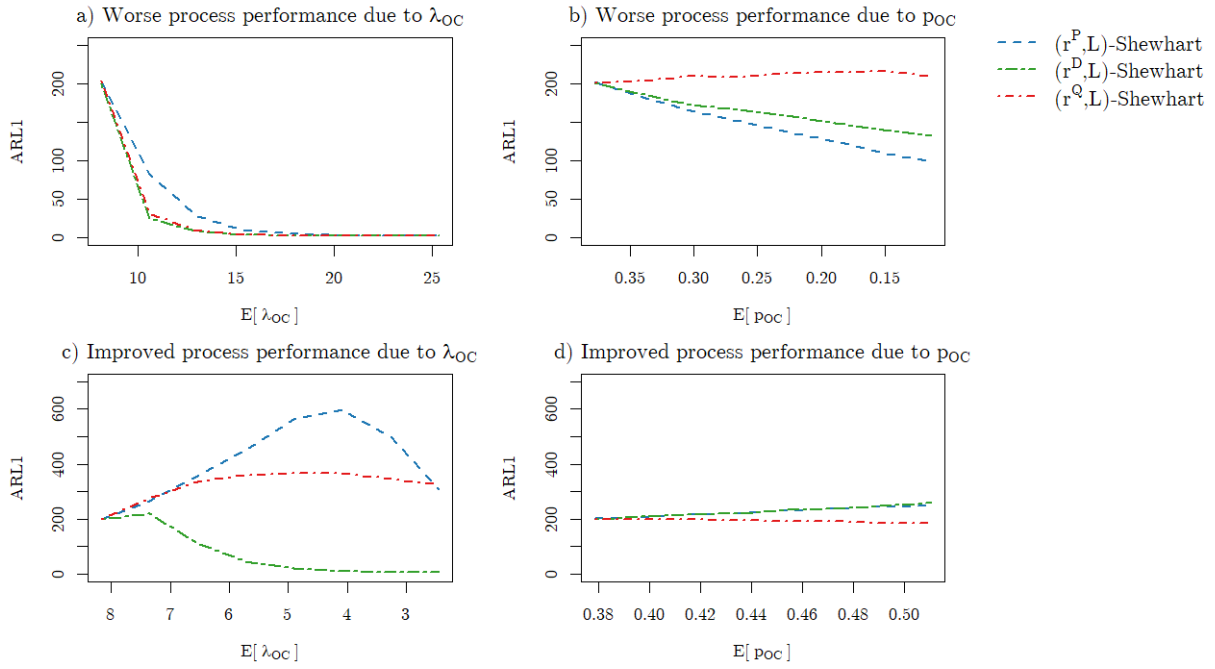 a) Worse process performance due to λOC
ARL1
200
100
50
0
10
15
20
25
E[ λOC ]
b) Worse process performance due to pOC
ARL1
200
100
50
0
0.35
0.30
0.25
0.20
0.15
E[ pOC ]
(rP,L)-Shewhart
(rD,L)-Shewhart
(rQ,L)-Shewhart
c) Improved process performance due to λOC
ARL1
600
400
200
0
8
7
6
5
4
3
E[ λOC ]
d) Improved process performance due to pOC
ARL1
600
400
200
0
0.38
0.40
0.42
0.44
0.46
0.48
0.50
E[ pOC ]